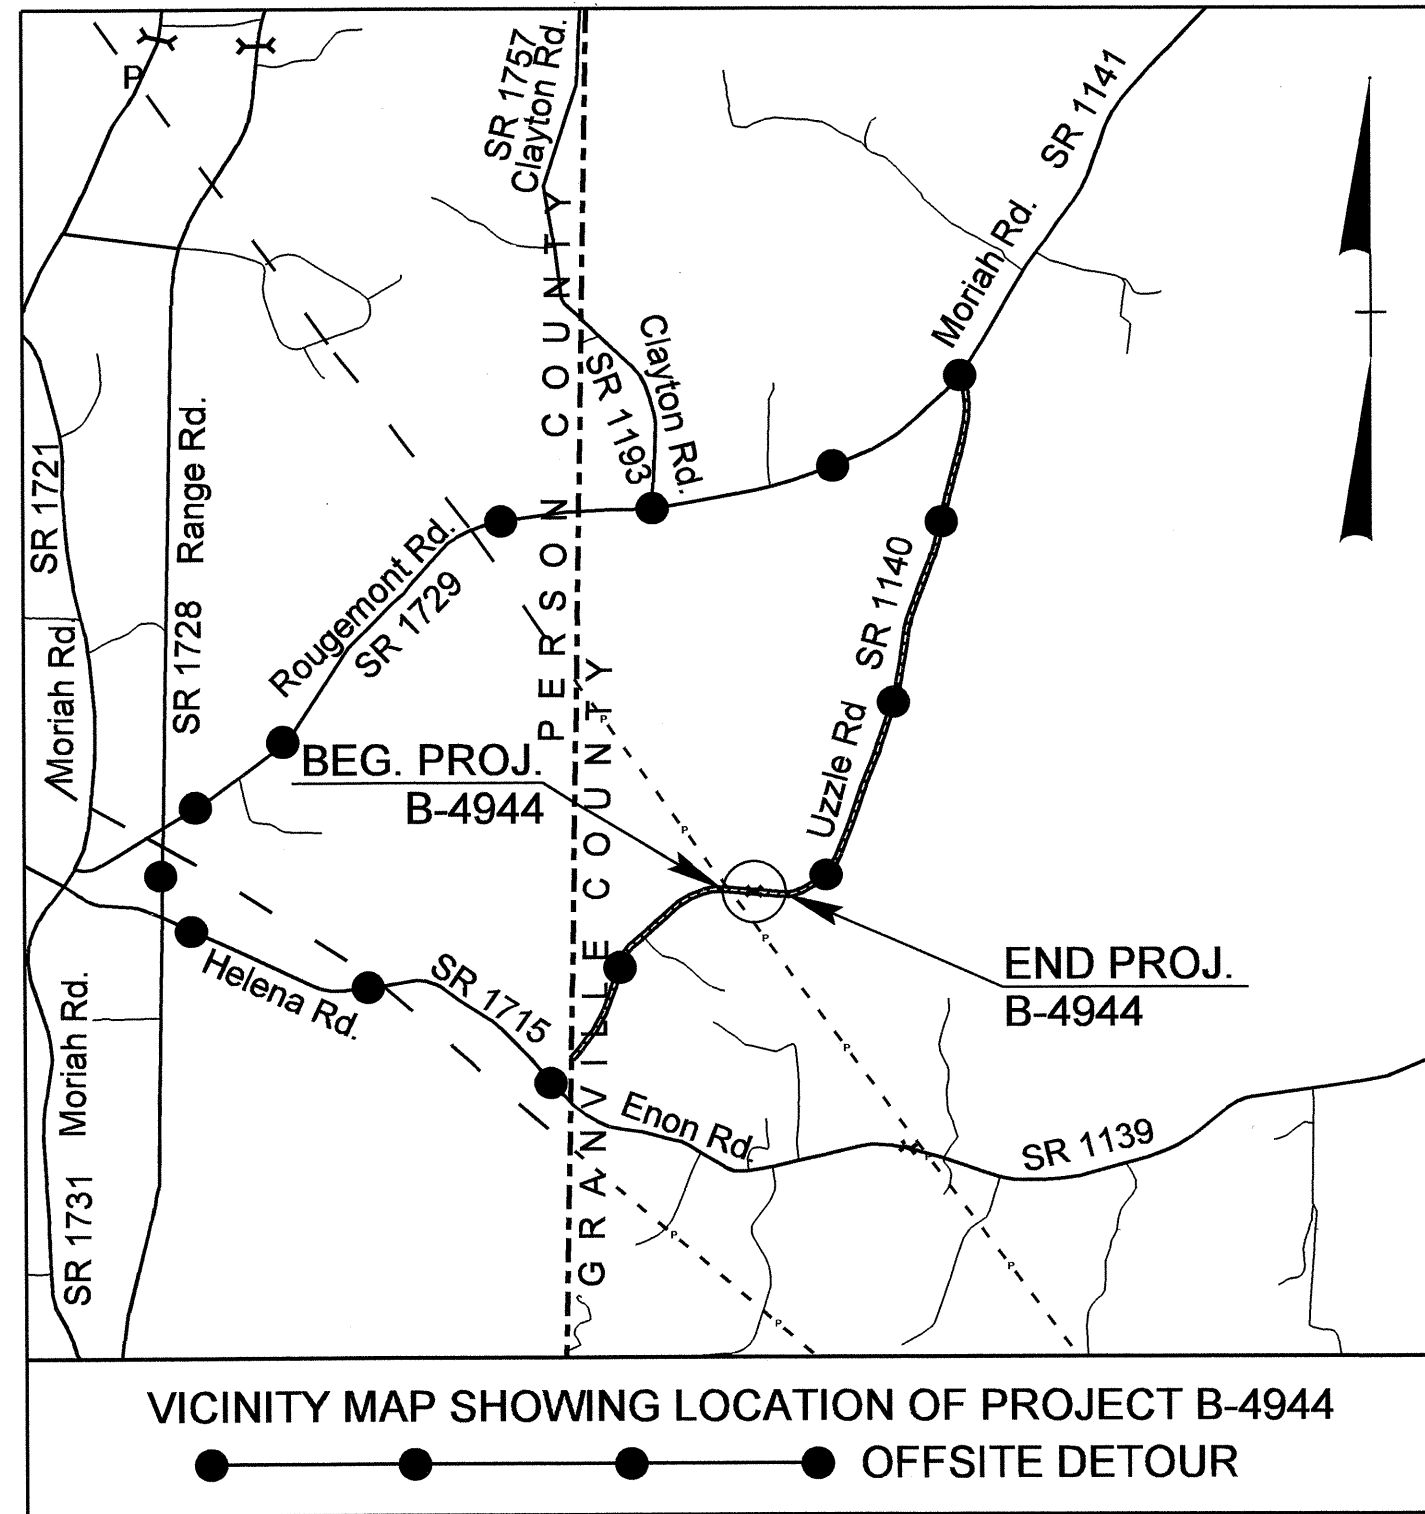 P
SR 1757
Clayton Rd.
SR 1141
Moriah Rd.
PERSON COUNTY
Clayton Rd.
SR 1193
SR 1721
Moriah Rd.
SR 1728 Range Rd.
Rougemont Rd.
SR 1729
SR 1140
Uzzle Rd
BEG. PROJ.
B-4944
GRANVILLE COUNTY
P
P
P
END PROJ.
B-4944
Helena Rd.
SR 1715
P
Enon Rd.
SR 1139
P
SR 1731 Moriah Rd.
P
P
P
VICINITY MAP SHOWING LOCATION OF PROJECT B-4944
OFFSITE DETOUR